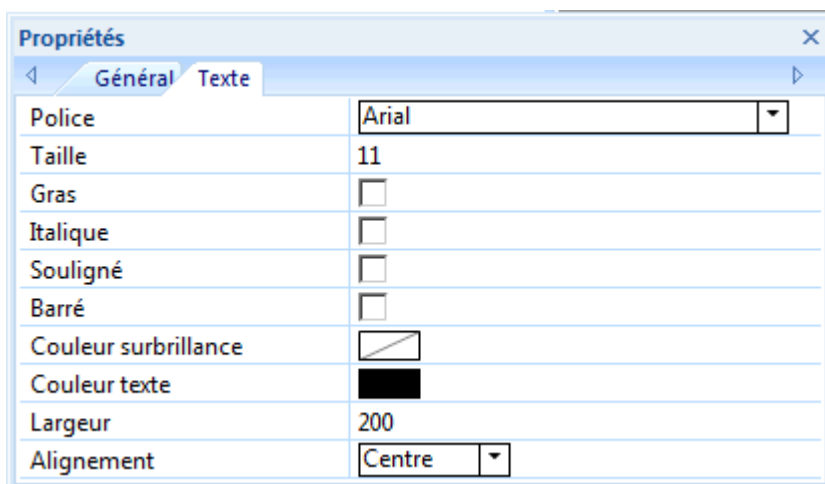 Propriétés
Général Texte
Police Arial
Taille 11
Gras
Italique
Souligné
Barré
Couleur surbrillance
Couleur texte
Largeur 200
Alignement Centre